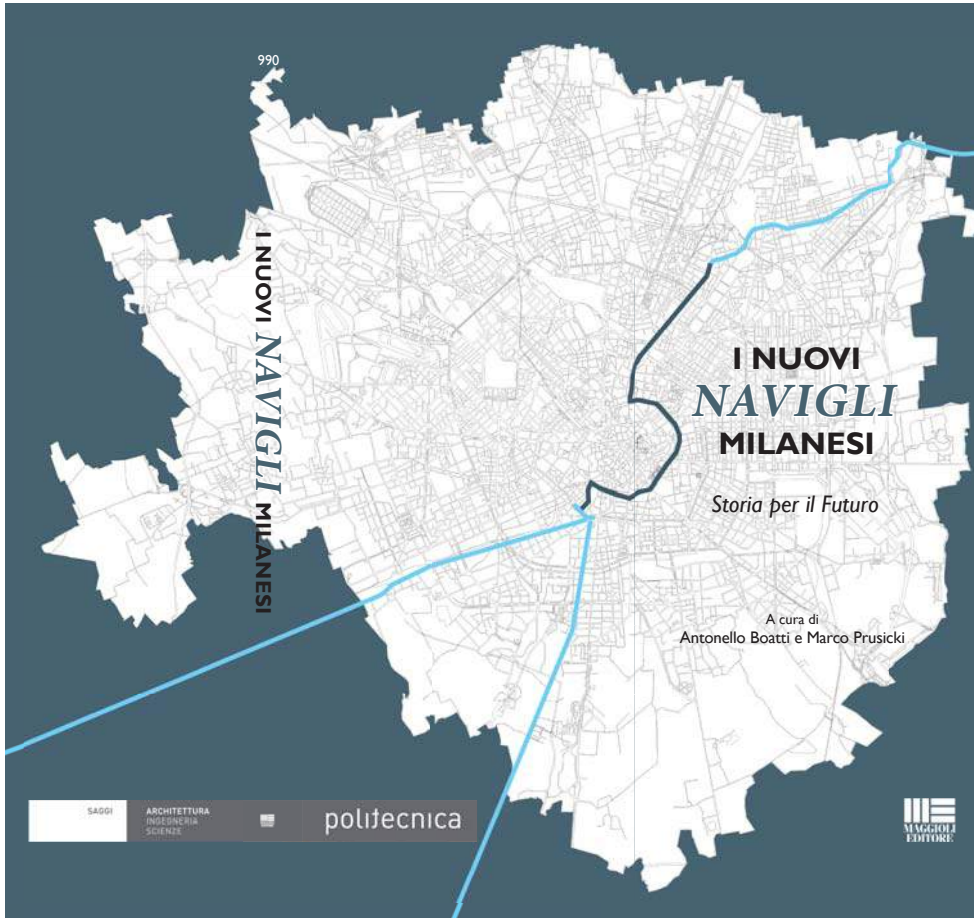 990
I NUOVI NAVIGLI MILANESI
I NUOVI
NAVIGLI
MILANESI
Storia per il Futuro
A cura di
Antonello Boatti e Marco Prusicki
SAGGI
ARCHITETTURA
INGEGNERIA
SCIENZE
politecnica
MAGGIOLI
EDITORE